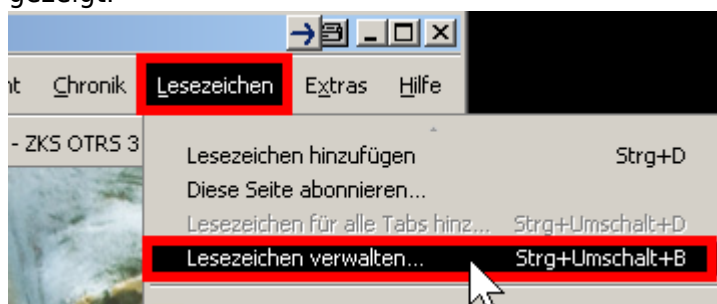 gezeigt.
nt Chronik Lesezeichen Extras Hilfe
- ZKS OTRS 3
Lesezeichen hinzufügen Strg+D
Diese Seite abonnieren...
Lesezeichen für alle Tabs hinz... Strg+Umschalt+D
Lesezeichen verwalten... Strg+Umschalt+B